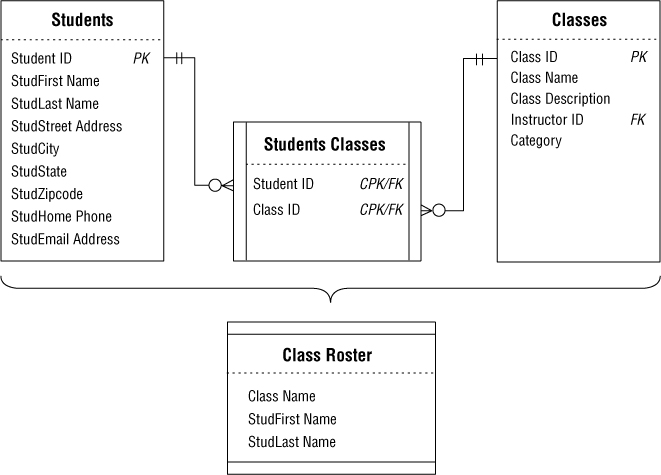 Students
Student ID PK
StudFirst Name
StudLast Name
StudStreet Address
StudCity
StudState
StudZipcode
StudHome Phone
StudEmail Address
Students Classes
Student ID CPK/FK
Class ID CPK/FK
Classes
Class ID PK
Class Name
Class Description
Instructor ID FK
Category
Class Roster
Class Name
StudFirst Name
StudLast Name